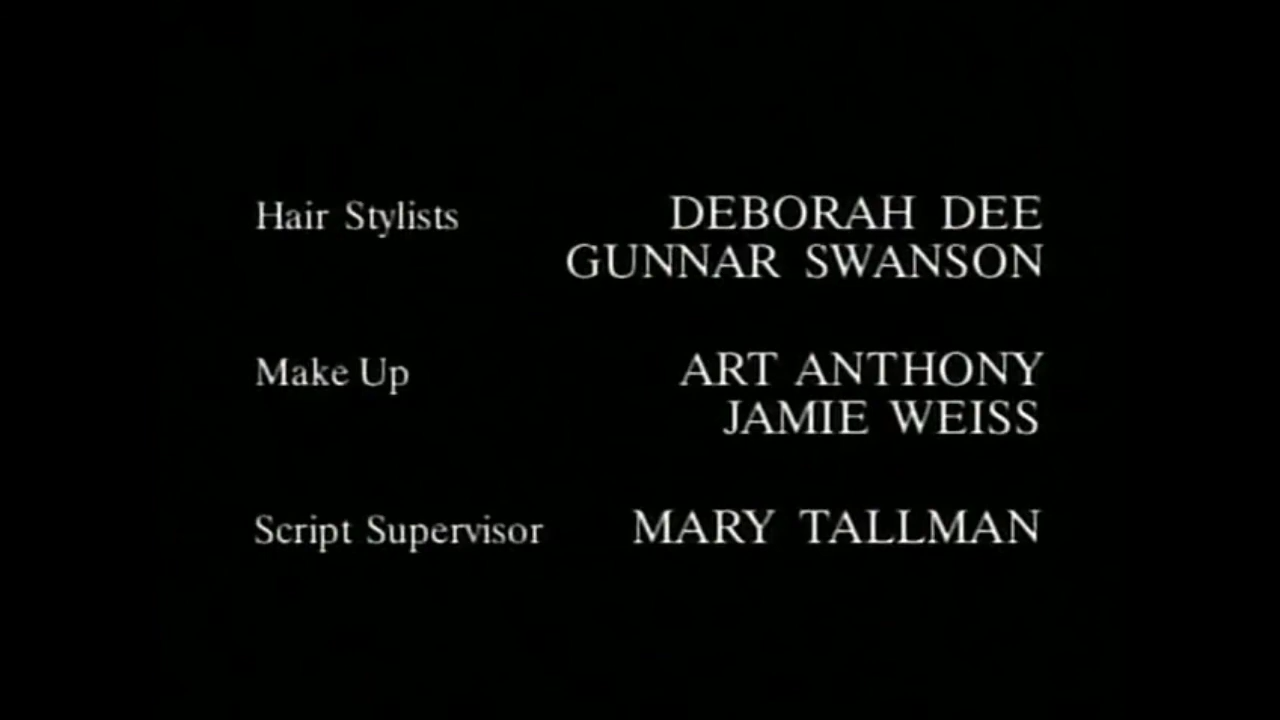 Hair Stylists DEBORAH DEE
GUNNAR SWANSON
Make Up ART ANTHONY
JAMIE WEISS
Script Supervisor MARY TALLMAN